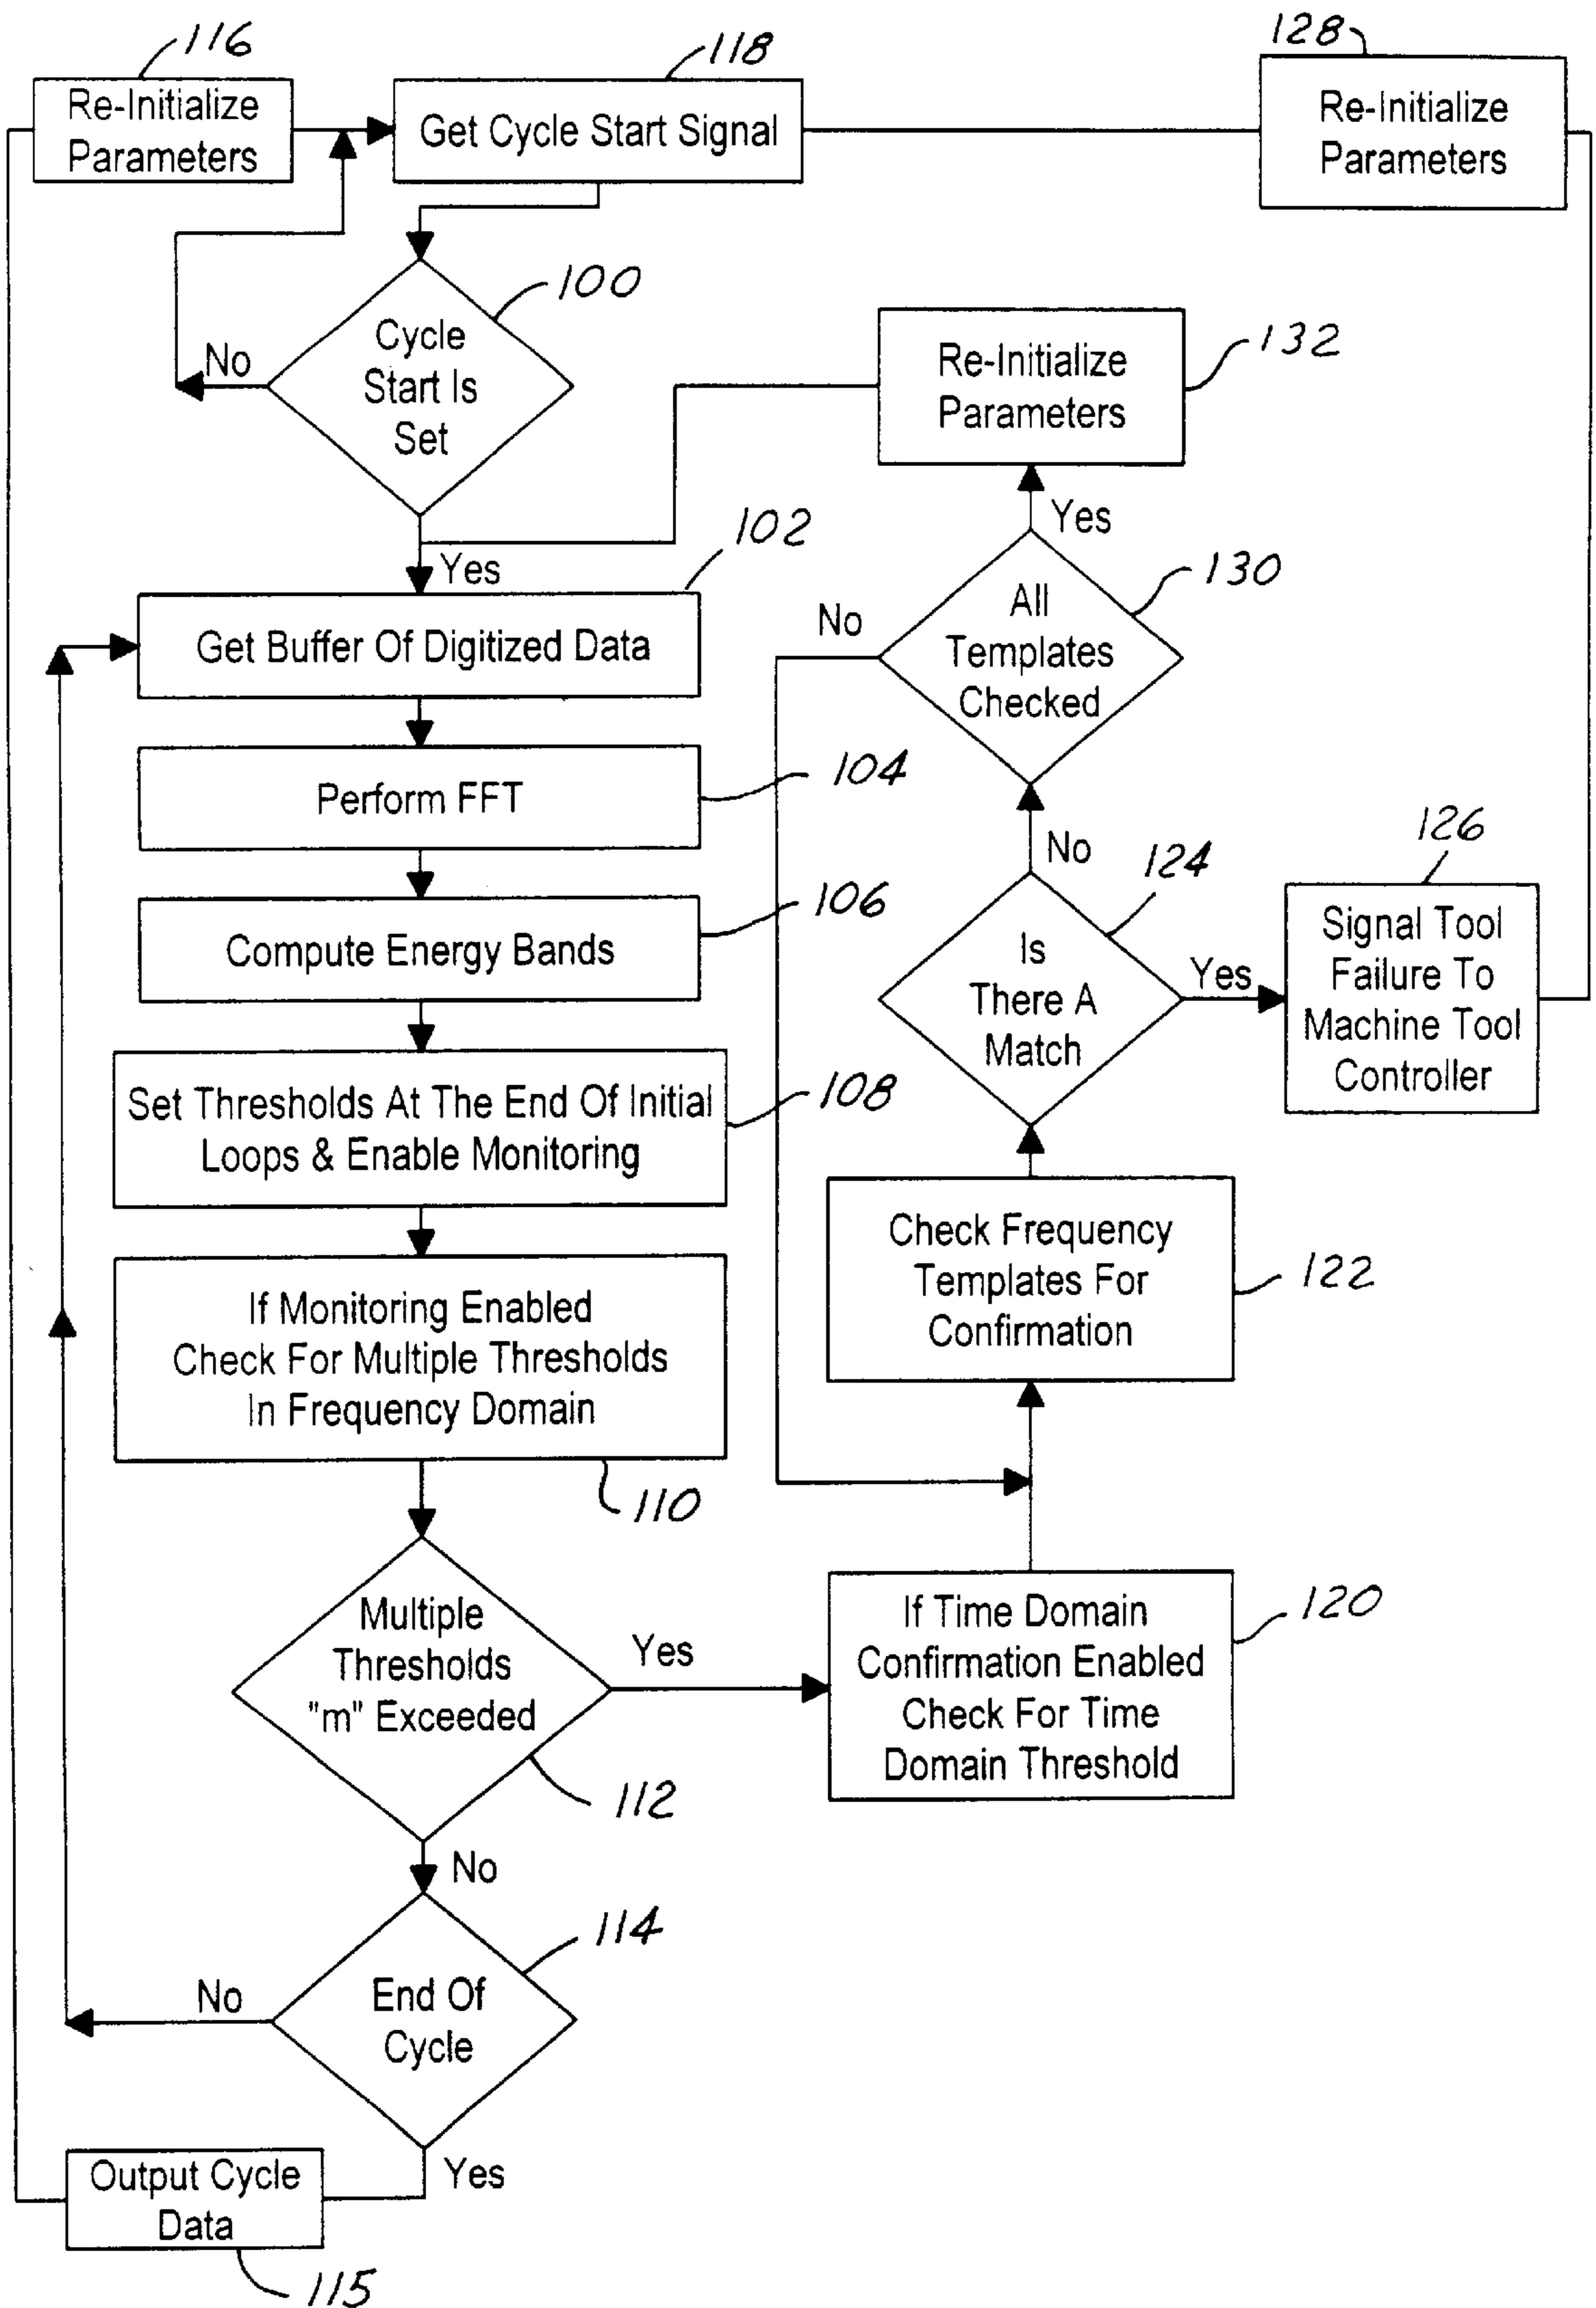 116
118
128
Re-Initialize
Parameters
Get Cycle Start Signal
Re-Initialize
Parameters
100
Cycle
Start Is
Set
No
Yes
Re-Initialize
Parameters
132
102
Get Buffer Of Digitized Data
Yes
130
All
Templates
Checked
No
Perform FFT
104
Compute Energy Bands
106
No
124
Is
There A
Match
Yes
126
Signal Tool
Failure To
Machine Tool
Controller
Set Thresholds At The End Of Initial
Loops & Enable Monitoring
108
Check Frequency
Templates For
Confirmation
122
If Monitoring Enabled
Check For Multiple Thresholds
In Frequency Domain
110
Multiple
Thresholds
"m" Exceeded
Yes
112
If Time Domain
Confirmation Enabled
Check For Time
Domain Threshold
120
No
114
End Of
Cycle
No
Yes
Output Cycle
Data
115